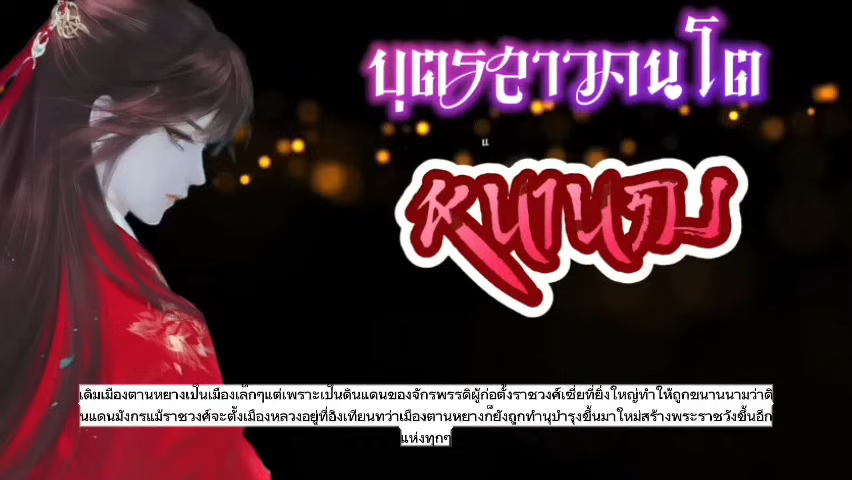 บุตรสาวคนโต
แ
หนานถิง
เดิมเมืองตานหยางเป็นเมืองเล็กๆแต่เพราะเป็นดินแดนของจักรพรรดิผู้ก่อตั้งราชวงศ์เซี่ยที่ยิ่งใหญ่ทำให้ถูกขนานนามว่าดิ
นแดนมังกรแม้ราชวงศ์จะตั้งเมืองหลวงอยู่ที่อิงเทียนทว่าเมืองตานหยางก็ยังถูกทำนุบำรุงขึ้นมาใหม่สร้างพระราชวังขึ้นอีก
แห่งทุกๆ